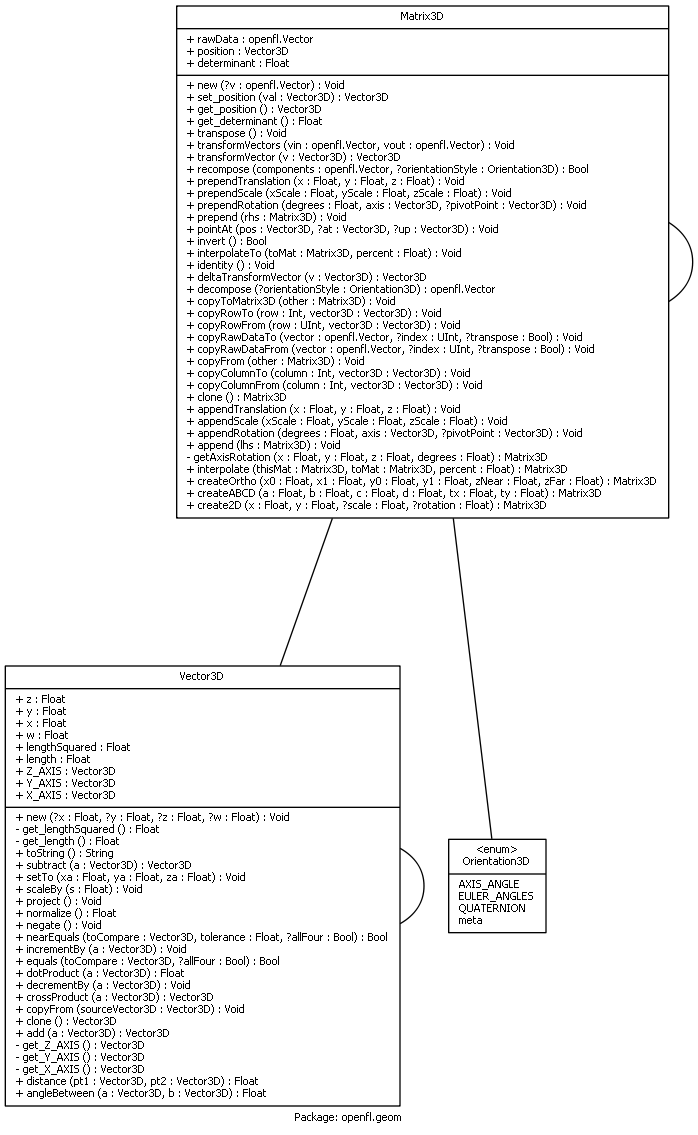 Matrix3D
+ rawData : openfl.Vector
+ position : Vector3D
+ determinant : Float
+ new (?v : openfl.Vector) : Void
+ set_position (val : Vector3D) : Vector3D
+ get_position () : Vector3D
+ get_determinant () : Float
+ transpose () : Void
+ transformVectors (vin : openfl.Vector, vout : openfl.Vector) : Void
+ transformVector (v : Vector3D) : Vector3D
+ recompose (components : openfl.Vector, ?orientationStyle : Orientation3D) : Bool
+ prependTranslation (x : Float, y : Float, z : Float) : Void
+ prependScale (xScale : Float, yScale : Float, zScale : Float) : Void
+ prependRotation (degrees : Float, axis : Vector3D, ?pivotPoint : Vector3D) : Void
+ prepend (rhs : Matrix3D) : Void
+ pointAt (pos : Vector3D, ?at : Vector3D, ?up : Vector3D) : Void
+ invert () : Bool
+ interpolateTo (toMat : Matrix3D, percent : Float) : Void
+ identity () : Void
+ deltaTransformVector (v : Vector3D) : Vector3D
+ decompose (?orientationStyle : Orientation3D) : openfl.Vector
+ copyToMatrix3D (other : Matrix3D) : Void
+ copyRowTo (row : Int, vector3D : Vector3D) : Void
+ copyRowFrom (row : UInt, vector3D : Vector3D) : Void
+ copyRawDataTo (vector : openfl.Vector, ?index : UInt, ?transpose : Bool) : Void
+ copyRawDataFrom (vector : openfl.Vector, ?index : UInt, ?transpose : Bool) : Void
+ copyFrom (other : Matrix3D) : Void
+ copyColumnTo (column : Int, vector3D : Vector3D) : Void
+ copyColumnFrom (column : Int, vector3D : Vector3D) : Void
+ clone () : Matrix3D
+ appendTranslation (x : Float, y : Float, z : Float) : Void
+ appendScale (xScale : Float, yScale : Float, zScale : Float) : Void
+ appendRotation (degrees : Float, axis : Vector3D, ?pivotPoint : Vector3D) : Void
+ append (lhs : Matrix3D) : Void
- getAxisRotation (x : Float, y : Float, z : Float, degrees : Float) : Matrix3D
+ interpolate (thisMat : Matrix3D, toMat : Matrix3D, percent : Float) : Matrix3D
+ createOrtho (x0 : Float, x1 : Float, y0 : Float, y1 : Float, zNear : Float, zFar : Float) : Matrix3D
+ createABCD (a : Float, b : Float, c : Float, d : Float, tx : Float, ty : Float) : Matrix3D
+ create2D (x : Float, y : Float, ?scale : Float, ?rotation : Float) : Matrix3D
Vector3D
+ z : Float
+ y : Float
+ x : Float
+ w : Float
+ lengthSquared : Float
+ length : Float
+ Z_AXIS : Vector3D
+ Y_AXIS : Vector3D
+ X_AXIS : Vector3D
+ new (?x : Float, ?y : Float, ?z : Float, ?w : Float) : Void
- get_lengthSquared () : Float
- get_length () : Float
+ toString () : String
+ subtract (a : Vector3D) : Vector3D
+ setTo (xa : Float, ya : Float, za : Float) : Void
+ scaleBy (s : Float) : Void
+ project () : Void
+ normalize () : Float
+ negate () : Void
+ nearEquals (toCompare : Vector3D, tolerance : Float, ?allFour : Bool) : Bool
+ incrementBy (a : Vector3D) : Void
+ equals (toCompare : Vector3D, ?allFour : Bool) : Bool
+ dotProduct (a : Vector3D) : Float
+ decrementBy (a : Vector3D) : Void
+ crossProduct (a : Vector3D) : Vector3D
+ copyFrom (sourceVector3D : Vector3D) : Void
+ clone () : Vector3D
+ add (a : Vector3D) : Vector3D
- get_Z_AXIS () : Vector3D
- get_Y_AXIS () : Vector3D
- get_X_AXIS () : Vector3D
+ distance (pt1 : Vector3D, pt2 : Vector3D) : Float
+ angleBetween (a : Vector3D, b : Vector3D) : Float
<enum>
Orientation3D
AXIS_ANGLE
EULER_ANGLES
QUATERNION
meta
Package: openfl.geom